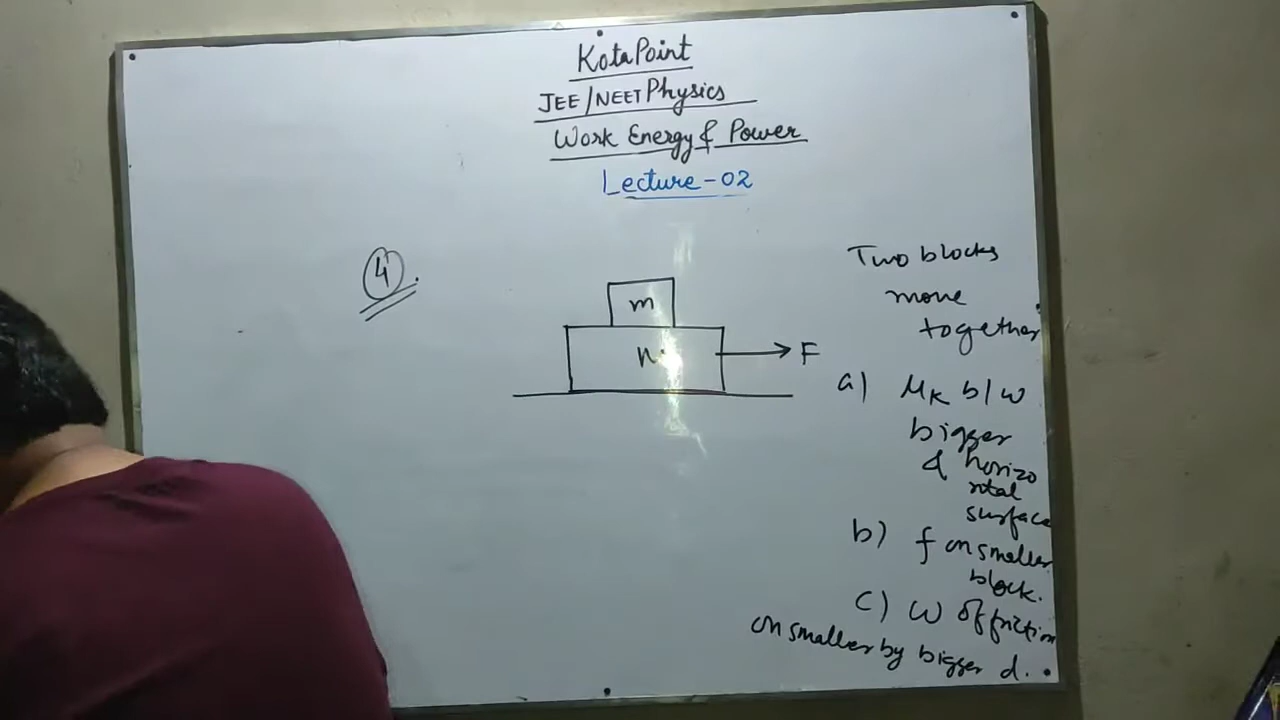 KotaPoint
JEE/NEET Physics
Work Energy & Power
Lecture-02
4.
m
F
Two blocks
move
together
a) μK b/w
bigger
& horizo
ntal
surface
b) f on smaller
block.
c) W of friction
on smaller by bigger d.